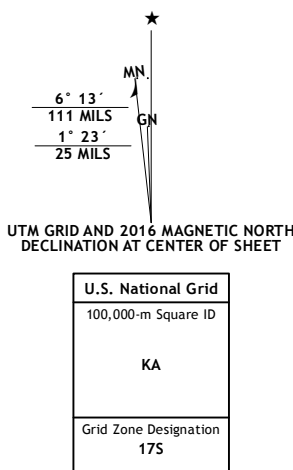 MN
GN
6° 13´
111 MILS
1° 23´
25 MILS
UTM GRID AND 2016 MAGNETIC NORTH
DECLINATION AT CENTER OF SHEET
U.S. National Grid
100,000-m Square ID
KA
Grid Zone Designation
17S